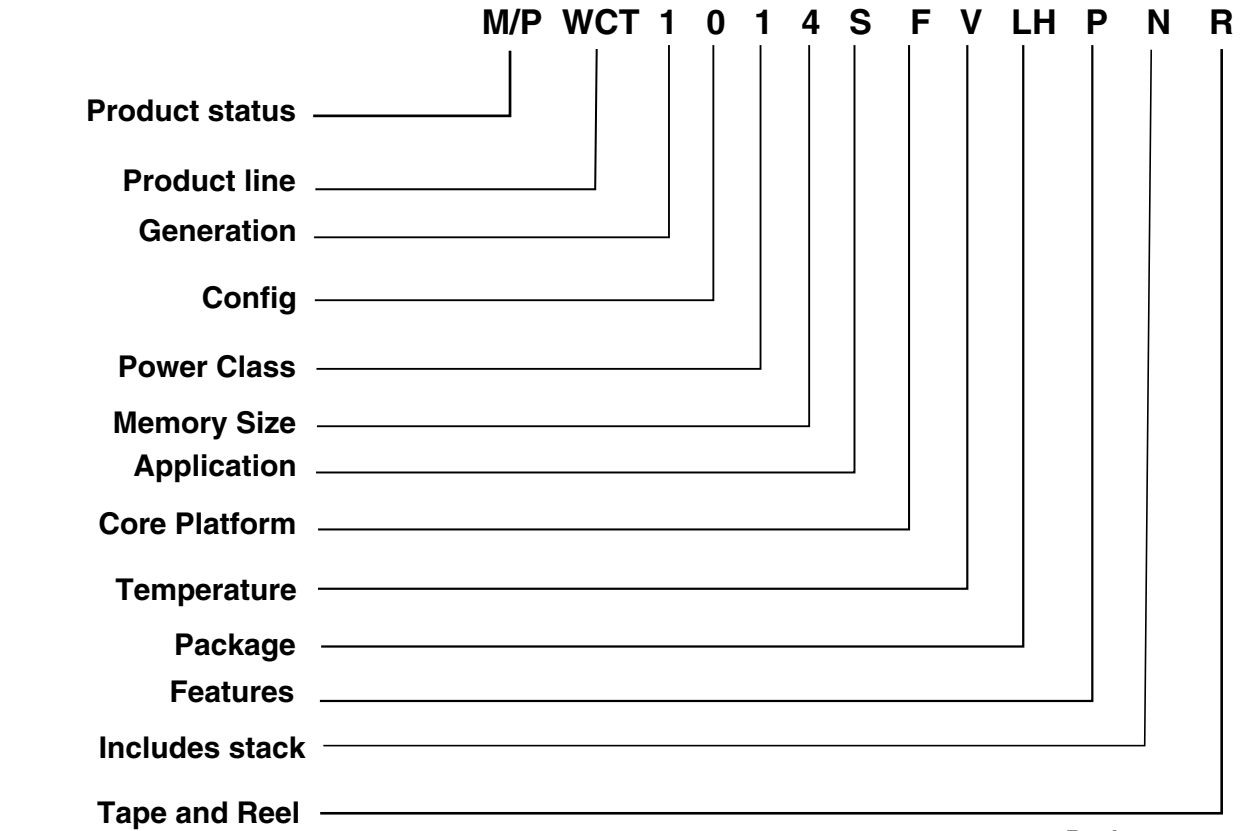 M/P WCT 1 0 1 4 S F V LH P N R
Product status
Product line
Generation
Config
Power Class
Memory Size
Application
Core Platform
Temperature
Package
Features
Includes stack
Tape and Reel